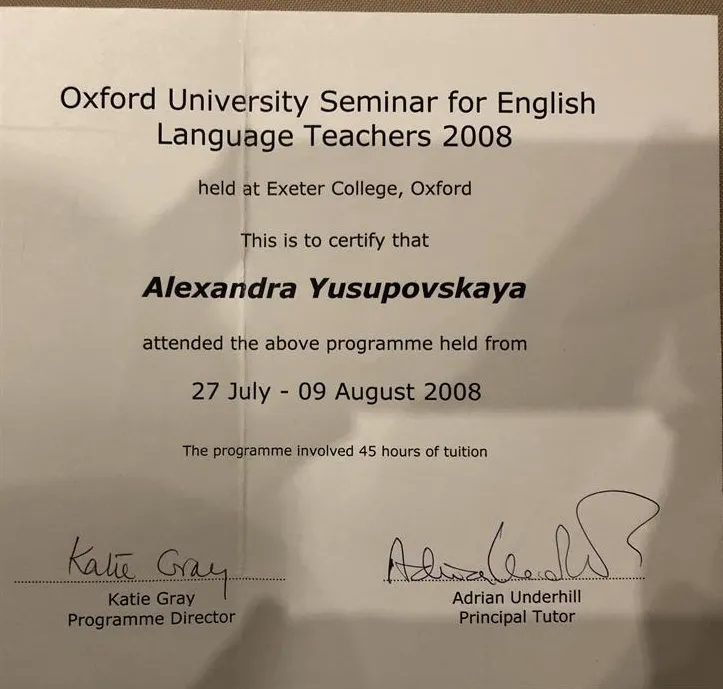 Oxford University Seminar for English
Language Teachers 2008
held at Exeter College, Oxford
This is to certify that
Alexandra Yusupovskaya
attended the above programme held from
27 July - 09 August 2008
The programme involved 45 hours of tuition
Katie Gray
Katie Gray
Programme Director
Adrian Underhill
Principal Tutor